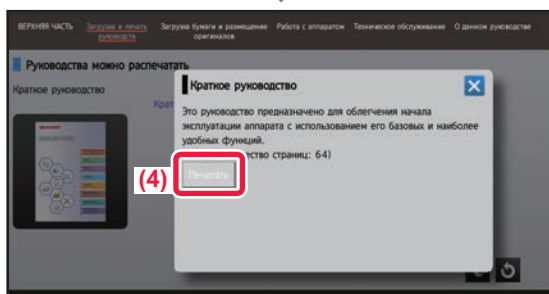 ВЕРХНЯЯ ЧАСТЬ
Загрузка и печать
руководств
Загрузка бумаги и размещение
оригиналов
Работа с аппаратом
Техническое обслуживание
О данном руководстве
Руководства можно распечатать
Краткое руководство
Крат
Краткое руководство
Это руководство предназначено для облегчения начала
эксплуатации аппарата с использованием его базовых и наиболее
удобных функций.
ество страниц: 64)
(4)
Печатать